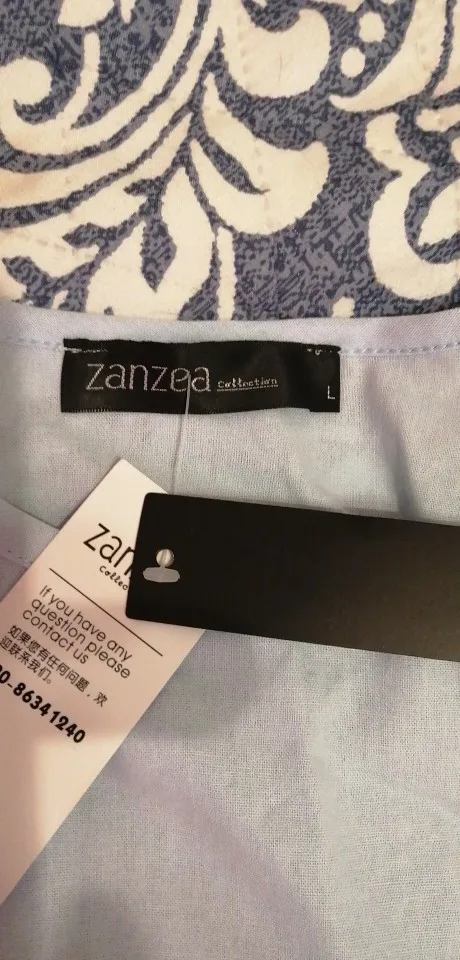 zanzea Collection
L
zan
Collec
If you have any
question please
contact us
如果您有任何问题，欢
迎联系我们。
0-86341240